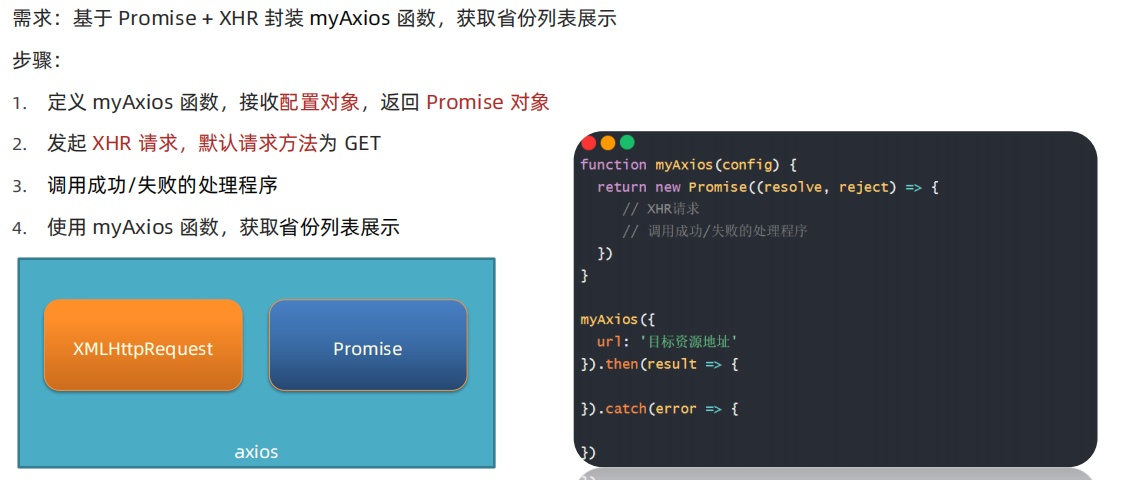 需求：基于 Promise + XHR 封装 myAxios 函数，获取省份列表展示
步骤：
1. 定义 myAxios 函数，接收配置对象，返回 Promise 对象
2. 发起 XHR 请求，默认请求方法为 GET
3. 调用成功/失败的处理程序
4. 使用 myAxios 函数，获取省份列表展示
XMLHttpRequest
Promise
axios
function myAxios(config) {
  return new Promise((resolve, reject) => {
    // XHR请求
    // 调用成功/失败的处理程序
  })
}

myAxios({
  url: '目标资源地址'
}).then(result => {

}).catch(error => {

})